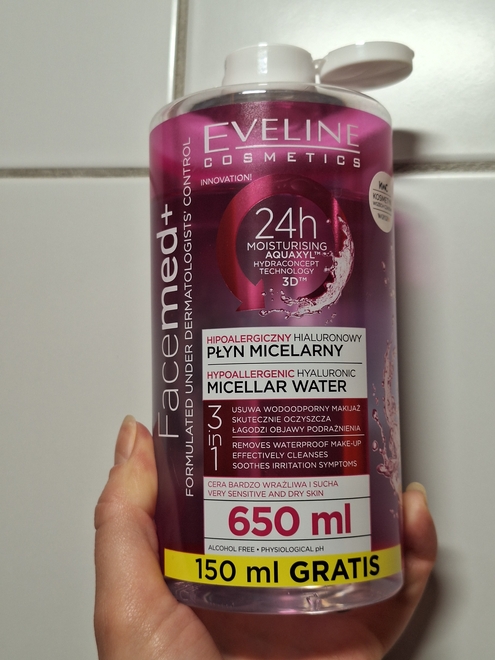 EVELINE
COSMETICS
INNOVATION!
24h
MOISTURISING
AQUAXYL™
HYDRACONCEPT
TECHNOLOGY
3D™
Facemed+
FORMULATED UNDER DERMATOLOGISTS' CONTROL
HIPOALERGICZNY HIALURONOWY
PŁYN MICELARNY
HYPOALLERGENIC HYALURONIC
MICELLAR WATER
3 in 1
USUWA WODOODPORNY MAKIJAŻ
SKUTECZNIE OCZYSZCZA
ŁAGODZI OBJAWY PODRAŻNIENIA
REMOVES WATERPROOF MAKE-UP
EFFECTIVELY CLEANSES
SOOTHES IRRITATION SYMPTOMS
CERA BARDZO WRAŻLIWA I SUCHA
VERY SENSITIVE AND DRY SKIN
650 ml
ALCOHOL FREE • PHYSIOLOGICAL pH
150 ml GRATIS